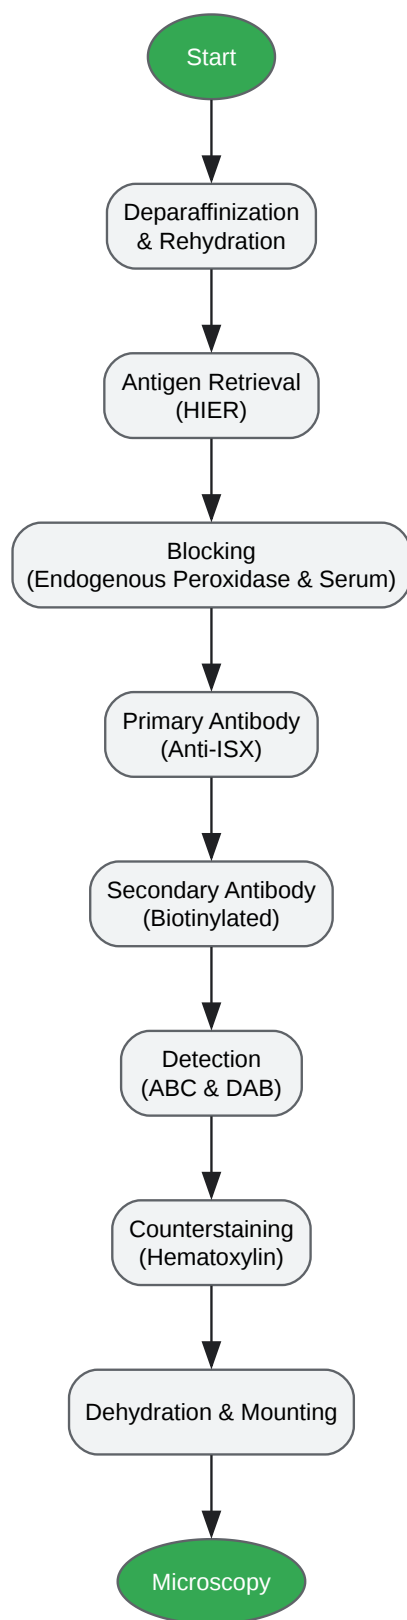 Start
Deparaffinization
& Rehydration
Antigen Retrieval
(HIER)
Blocking
(Endogenous Peroxidase & Serum)
Primary Antibody
(Anti-ISX)
Secondary Antibody
(Biotinylated)
Detection
(ABC & DAB)
Counterstaining
(Hematoxylin)
Dehydration & Mounting
Microscopy